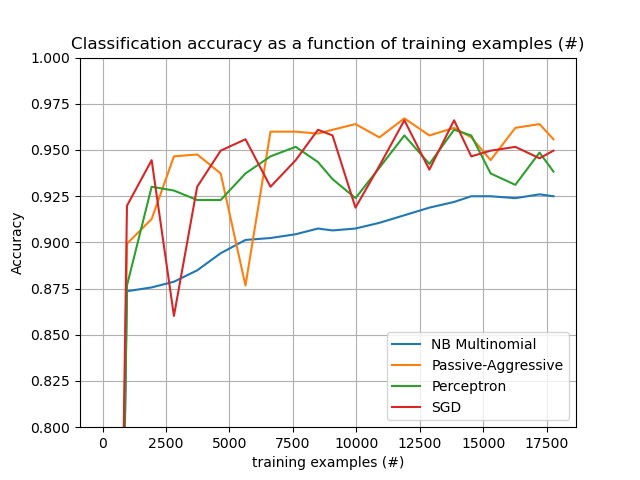 Classification accuracy as a function of training examples (#)
1.000
0.975
0.950
0.925
0.900
0.875
0.850
0.825
0.800
Accuracy
NB Multinomial
Passive-Aggressive
Perceptron
SGD
0 2500 5000 7500 10000 12500 15000 17500
training examples (#)